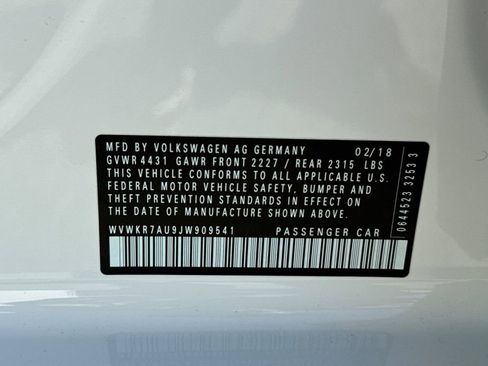 MFD BY VOLKSWAGEN AG GERMANY 02/18
GVWR 4431 GAWR FRONT 2227 / REAR 2315 LBS
THIS VEHICLE CONFORMS TO ALL APPLICABLE U.S.
FEDERAL MOTOR VEHICLE SAFETY, BUMPER AND
THEFT PREVENTION STANDARDS IN EFFECT ON THE
DATE OF MANUFACTURE SHOWN ABOVE.
WVWKR7AU9JW909541 PASSENGER CAR
0644523 3253 3